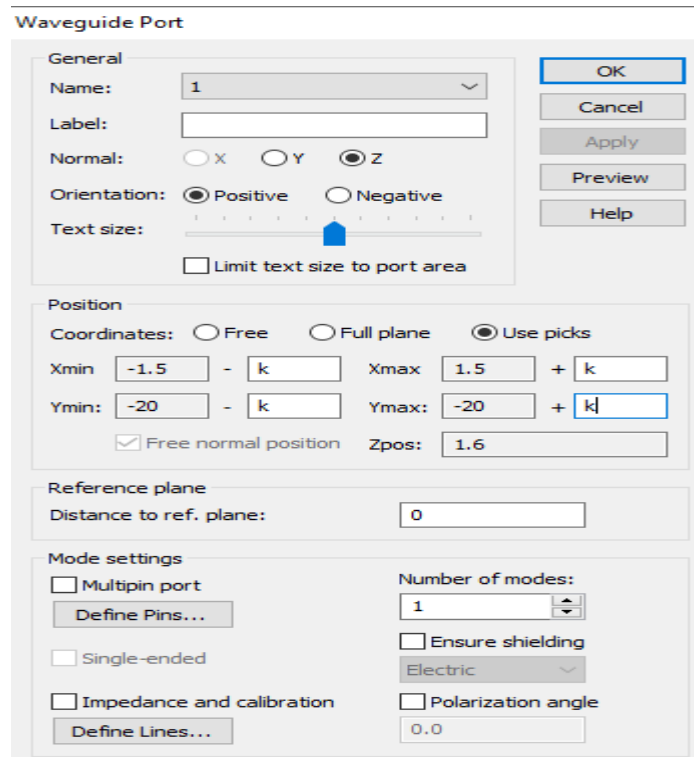 Waveguide Port
General
Name: 1
Label:
Normal: X Y Z
Orientation: Positive Negative
Text size:
Limit text size to port area
OK
Cancel
Apply
Preview
Help
Position
Coordinates: Free Full plane Use picks
Xmin -1.5 - k Xmax 1.5 + k
Ymin: -20 - k Ymax: -20 + k
Free normal position Zpos: 1.6
Reference plane
Distance to ref. plane: 0
Mode settings
Multipin port Number of modes:
Define Pins... 1
Single-ended Ensure shielding
Electric
Impedance and calibration Polarization angle
Define Lines... 0.0